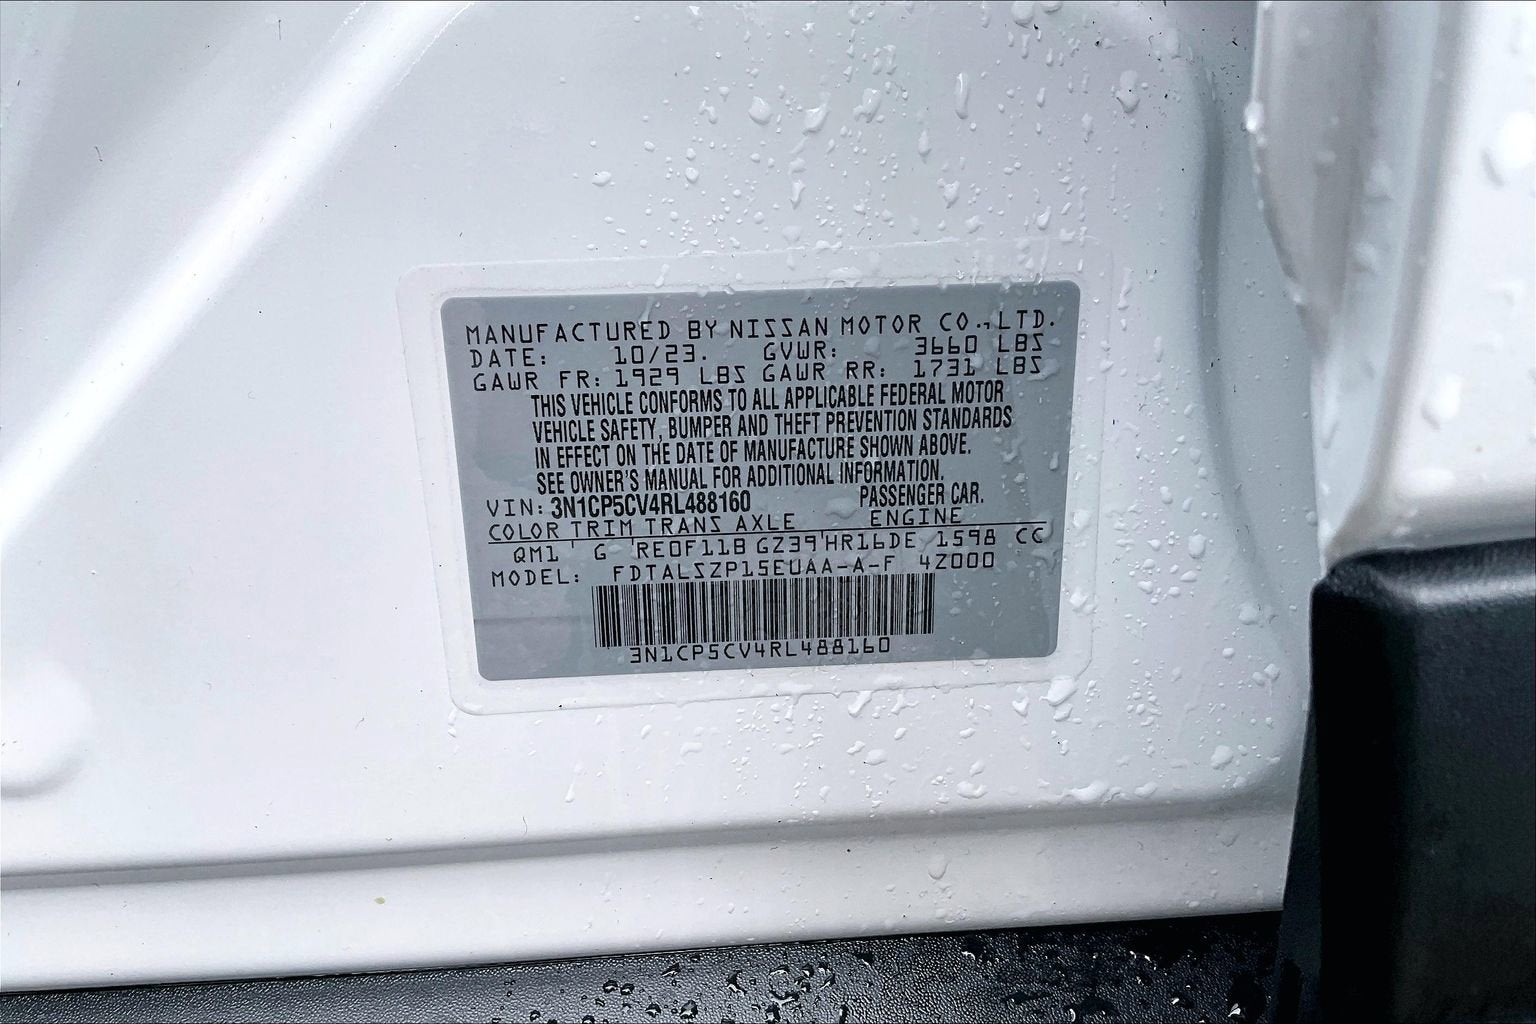 MANUFACTURED BY NISSAN MOTOR CO.,LTD.
DATE: 10/23. GVWR: 3660 LBS
GAWR FR: 1929 LBS GAWR RR: 1731 LBS
THIS VEHICLE CONFORMS TO ALL APPLICABLE FEDERAL MOTOR
VEHICLE SAFETY, BUMPER AND THEFT PREVENTION STANDARDS
IN EFFECT ON THE DATE OF MANUFACTURE SHOWN ABOVE.
SEE OWNER'S MANUAL FOR ADDITIONAL INFORMATION.
VIN: 3N1CP5CV4RL488160 PASSENGER CAR.
COLOR TRIM TRANS AXLE ENGINE
QM1 G RE0F11B GZ39 HR16DE 1598 CC
MODEL: FDTALSZP15EUAA-A-F 42000
3N1CP5CV4RL488160